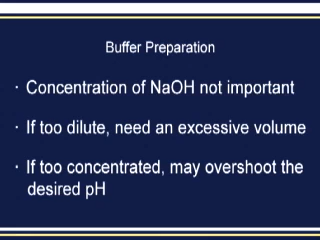 Buffer Preparation
· Concentration of NaOH not important
· If too dilute, need an excessive volume
· If too concentrated, may overshoot the
desired pH